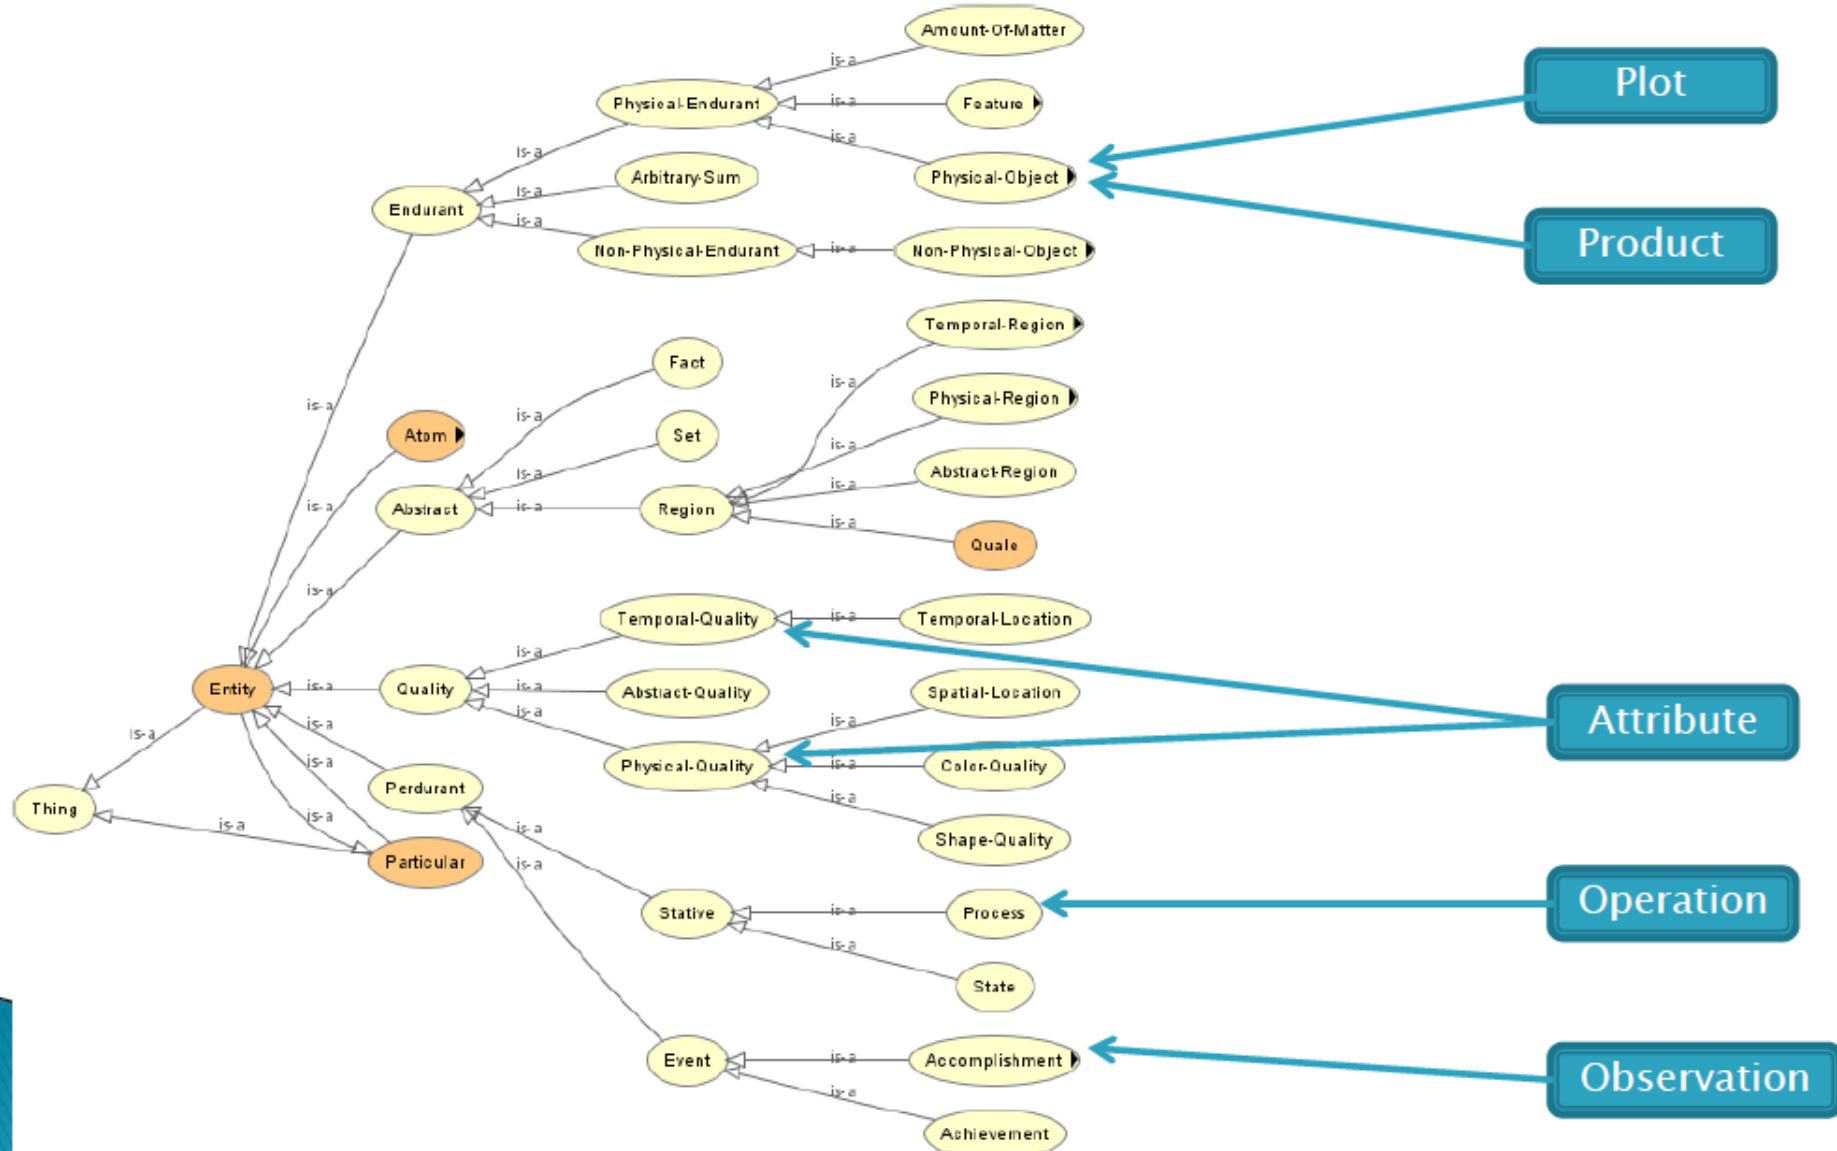 Amount-Of-Matter
is-a
Plot
Physical-Endurant
is-a
Feature
is-a
is-a
Arbitrary-Sum
Physical-Object
is-a
Endurant
is-a
Non-Physical-Endurant
is-a
Non-Physical-Object
Product
Temporal-Region
Fact
is-a
is-a
Physical-Region
is-a
Atom
Set
is-a
is-a
Abstract-Region
is-a
Abstract
is-a
Region
is-a
is-a
Quale
is-a
Temporal-Quality
is-a
Temporal-Location
is-a
Entity
is-a
Quality
is-a
Abstract-Quality
Spatial-Location
is-a
is-a
Attribute
is-a
is-a
Physical-Quality
is-a
Color-Quality
Perdurant
is-a
Thing
is-a
is-a
is-a
Shape-Quality
Particular
is-a
Stative
is-a
Process
Operation
is-a
State
Event
is-a
Accomplishment
Observation
is-a
Achievement